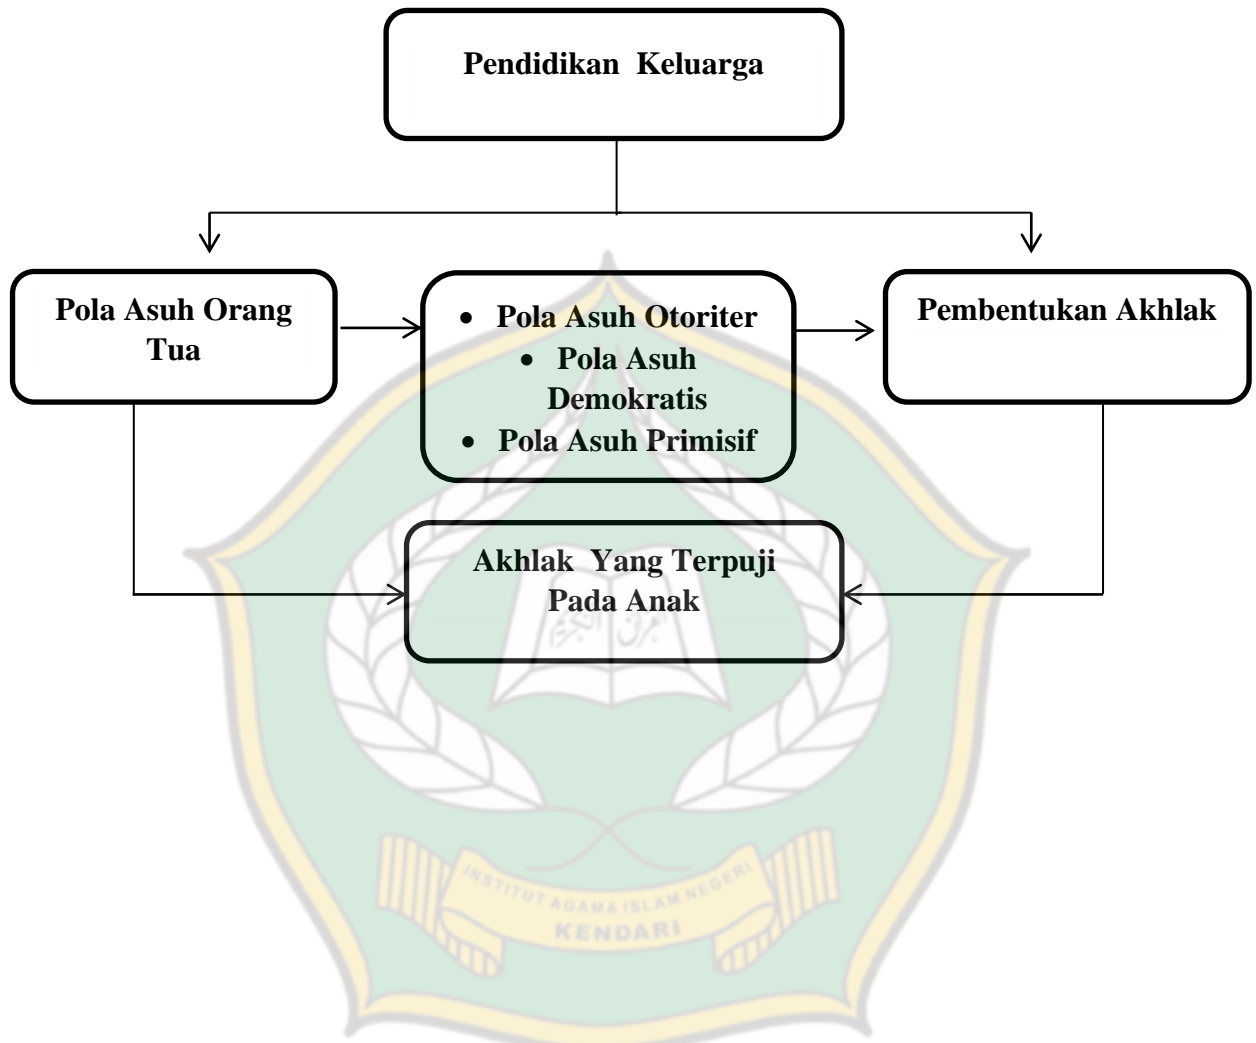 Pendidikan Keluarga
Pola Asuh Orang
Tua
• Pola Asuh Otoriter
• Pola Asuh
Demokratis
• Pola Asuh Primisif
Pembentukan Akhlak
Akhlak Yang Terpuji
Pada Anak
INSTITUT AGAMA ISLAM NEGERI
KENDARI